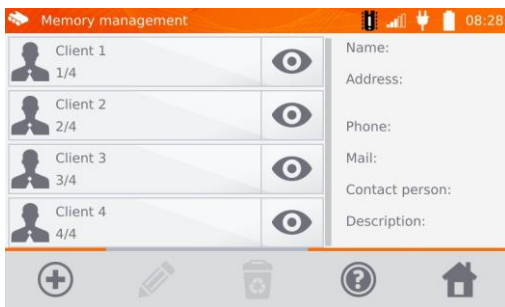 Memory management
08:28
Client 1
1/4
Client 2
2/4
Client 3
3/4
Client 4
4/4
Name:
Address:
Phone:
Mail:
Contact person:
Description: